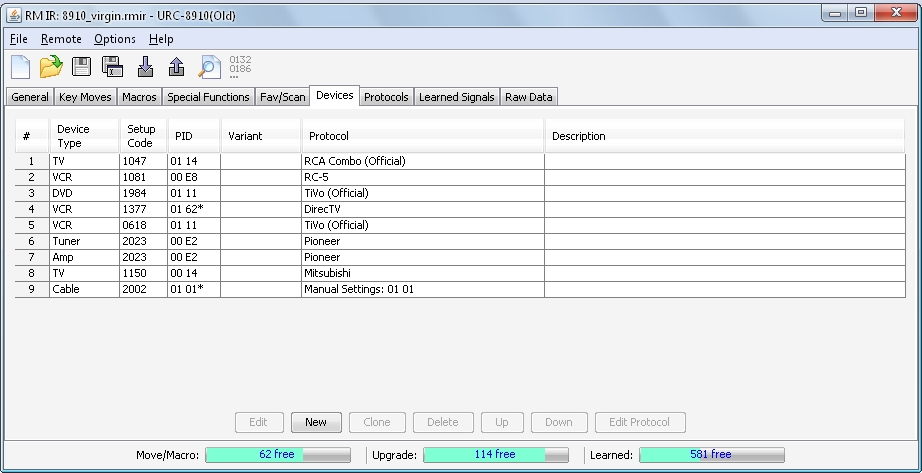 RM IR: 8910_virgin.rmir - URC-8910(Old)
File Remote Options Help
0132
0186
...
General Key Moves Macros Special Functions Fav/Scan Devices Protocols Learned Signals Raw Data
# Device Type Setup Code PID Variant Protocol Description
1 TV 1047 01 14 RCA Combo (Official)
2 VCR 1081 00 E8 RC-5
3 DVD 1984 01 11 TiVo (Official)
4 VCR 1377 01 62* DirecTV
5 VCR 0618 01 11 TiVo (Official)
6 Tuner 2023 00 E2 Pioneer
7 Amp 2023 00 E2 Pioneer
8 TV 1150 00 14 Mitsubishi
9 Cable 2002 01 01* Manual Settings: 01 01
Edit New Clone Delete Up Down Edit Protocol
Move/Macro: 62 free Upgrade: 114 free Learned: 581 free